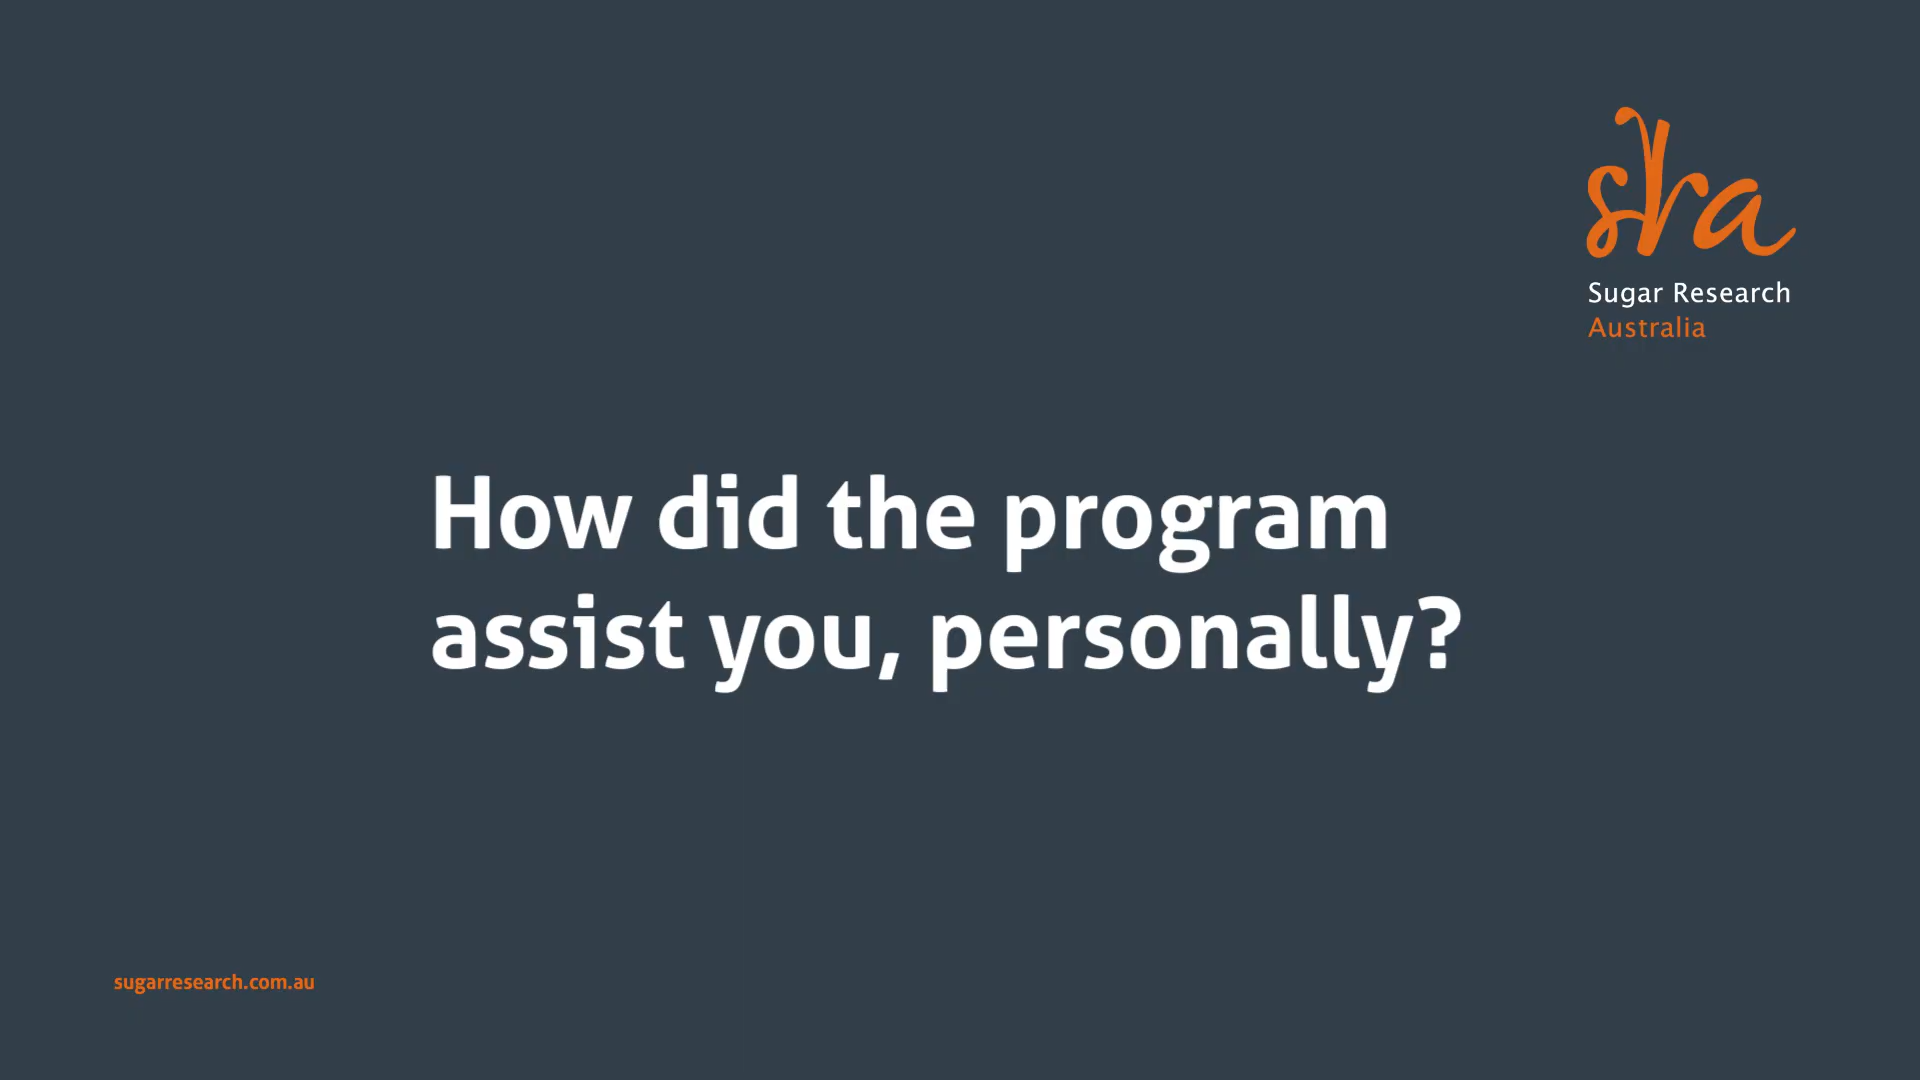 sra
Sugar Research
Australia
How did the program
assist you, personally?
sugarresearch.com.au